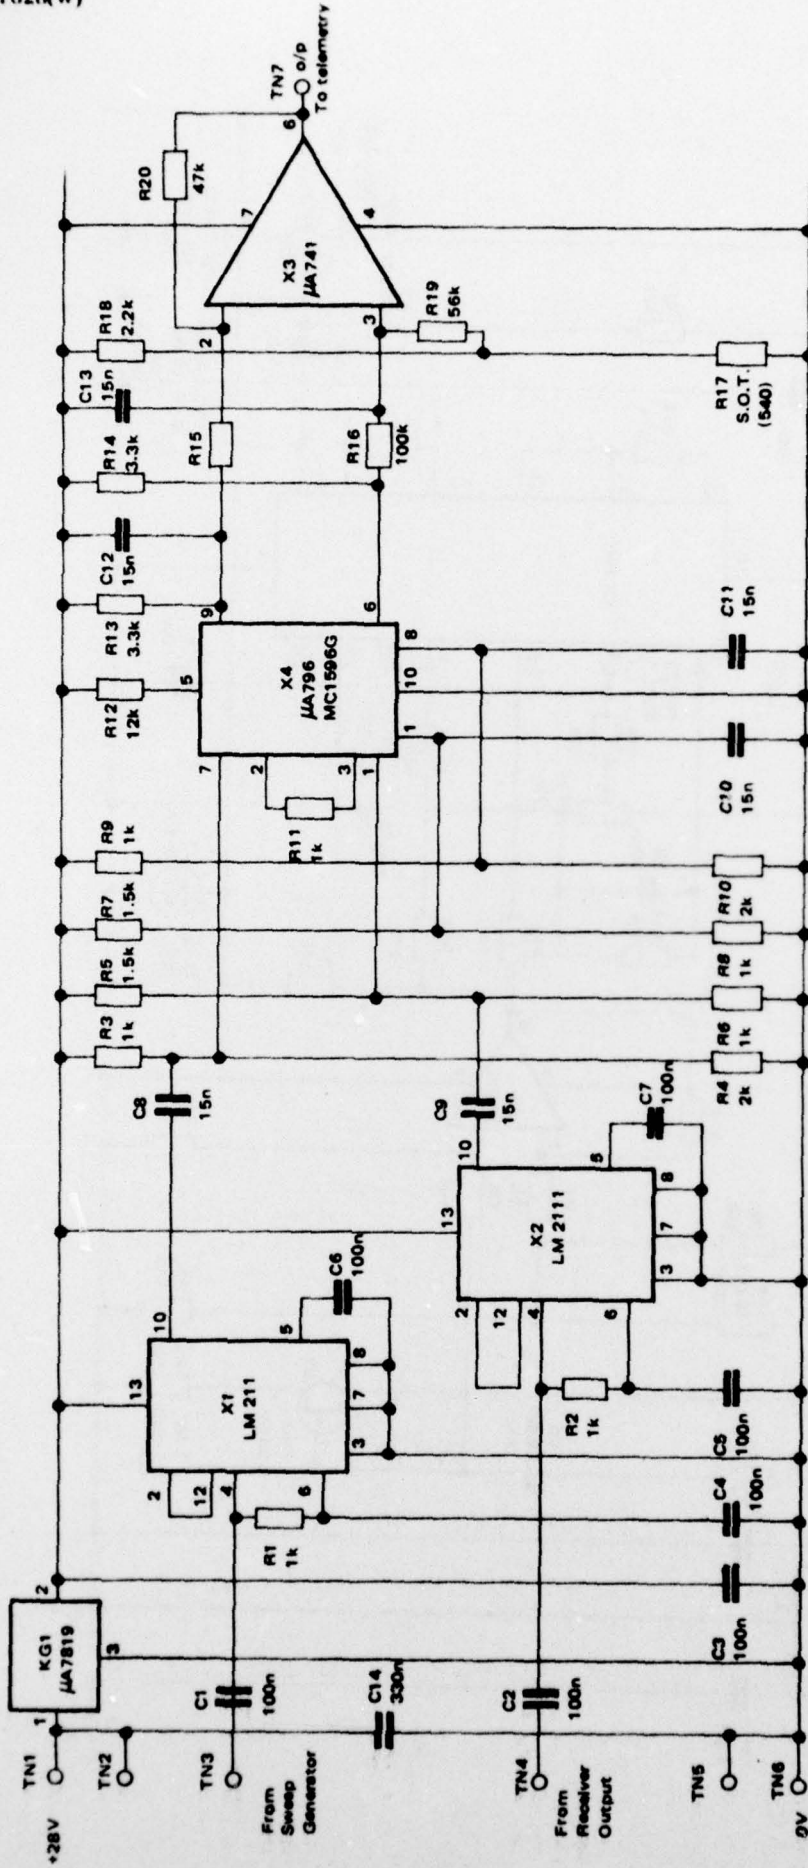 +28V
TN1
1
KG1
µA7819
2
3
TN2
TN3
From
Sweep
Generator
C1
100n
C14
330n
TN4
From
Receiver
Output
C2
100n
TN5
TN6
0V
C3
100n
C4
100n
C5
100n
R1
1k
2
12
4
6
13
X1
LM 211
10
5
3
7
8
C6
100n
R2
1k
2
12
4
6
13
X2
LM 2111
10
5
3
7
8
C7
100n
C8
15n
C9
15n
R3
1k
R5
1.5k
R7
1.5k
R9
1k
R4
2k
R6
1k
R8
1k
R10
2k
R11
1k
7
2
3
1
5
X4
µA796
MC1596G
9
6
1
10
8
R12
12k
R13
3.3k
C12
15n
R14
3.3k
C13
15n
R18
2.2k
C10
15n
C11
15n
R15
R16
100k
2
3
X3
µA741
7
4
6
R19
56k
R17
S.O.T.
(540)
R20
47k
TN7
o/p
To telemetry